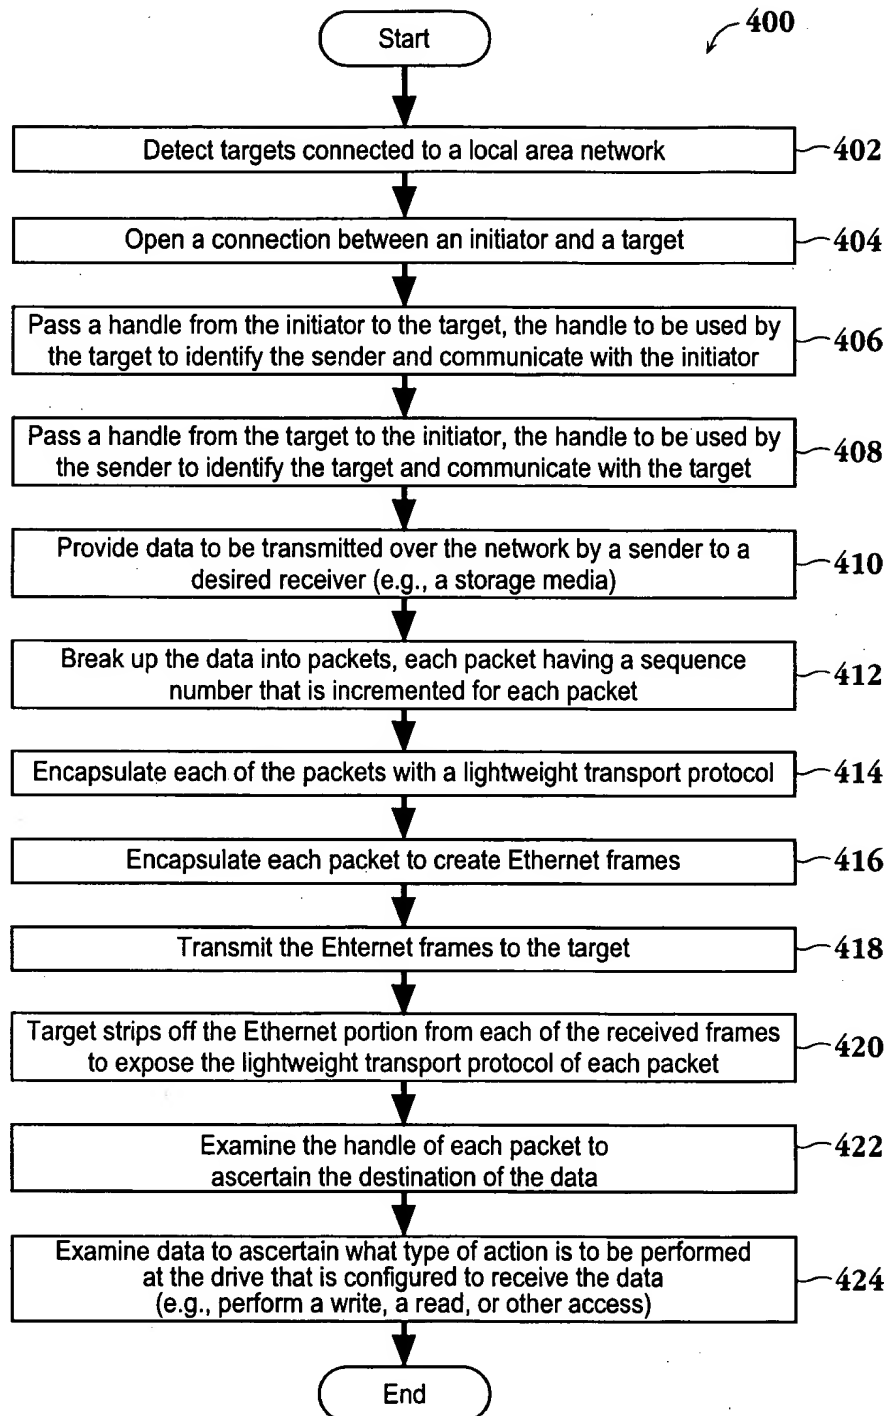 Start
400
Detect targets connected to a local area network
402
Open a connection between an initiator and a target
404
Pass a handle from the initiator to the target, the handle to be used by
the target to identify the sender and communicate with the initiator
406
Pass a handle from the target to the initiator, the handle to be used by
the sender to identify the target and communicate with the target
408
Provide data to be transmitted over the network by a sender to a
desired receiver (e.g., a storage media)
410
Break up the data into packets, each packet having a sequence
number that is incremented for each packet
412
Encapsulate each of the packets with a lightweight transport protocol
414
Encapsulate each packet to create Ethernet frames
416
Transmit the Ehternet frames to the target
418
Target strips off the Ethernet portion from each of the received frames
to expose the lightweight transport protocol of each packet
420
Examine the handle of each packet to
ascertain the destination of the data
422
Examine data to ascertain what type of action is to be performed
at the drive that is configured to receive the data
(e.g., perform a write, a read, or other access)
424
End